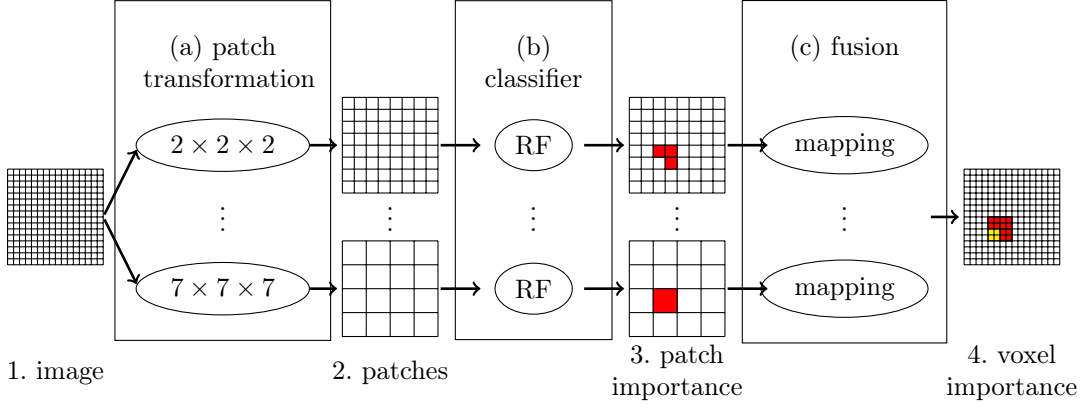 (a) patch
transformation
(b)
classifier
(c) fusion
2 × 2 × 2
RF
mapping
⋮
⋮
⋮
⋮
⋮
7 × 7 × 7
RF
mapping
1. image
2. patches
3. patch
importance
4. voxel
importance